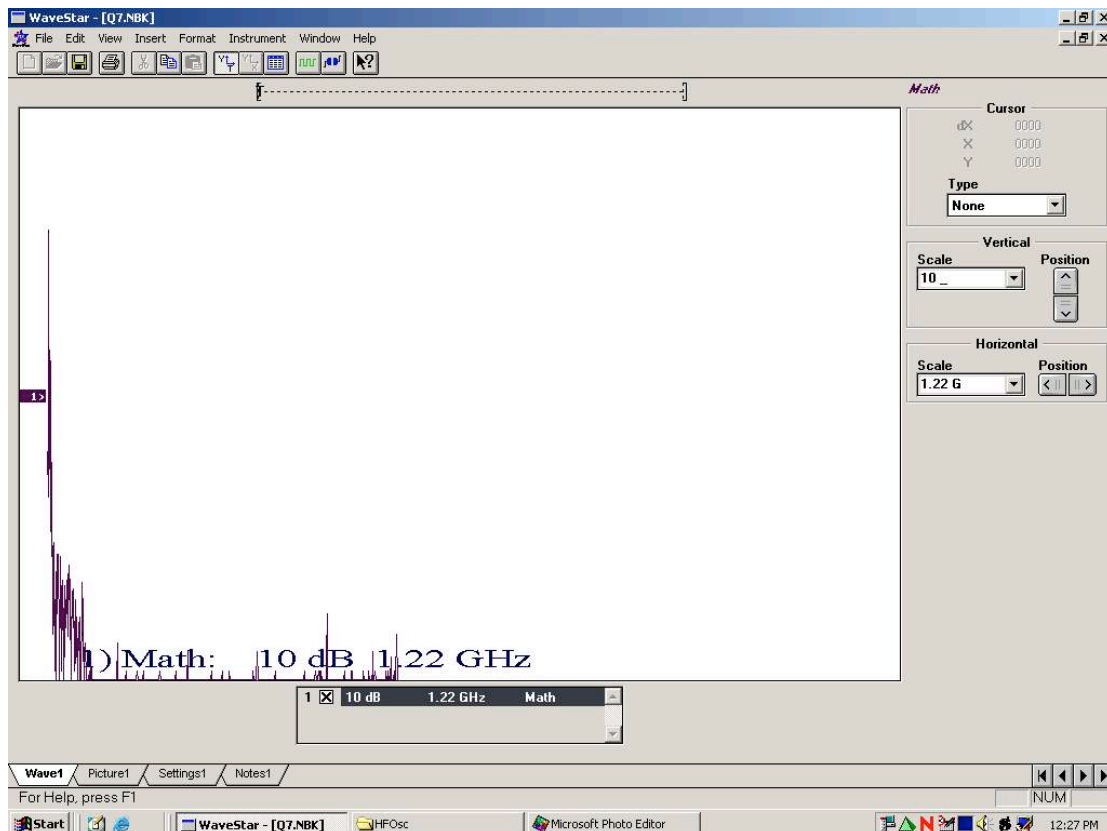 WaveStar - [Q7.NBK]
File Edit View Insert Format Instrument Window Help
Math
Cursor
dX 0000
X 0000
Y 0000
Type
None
Vertical
Scale Position
10 _
Horizontal
Scale Position
1.22 G
1>
1) Math: 10 dB 1.22 GHz
1 10 dB 1.22 GHz Math
Wave1 Picture1 Settings1 Notes1
For Help, press F1 NUM
Start WaveStar - [Q7.NBK] HFOsc Microsoft Photo Editor 12:27 PM